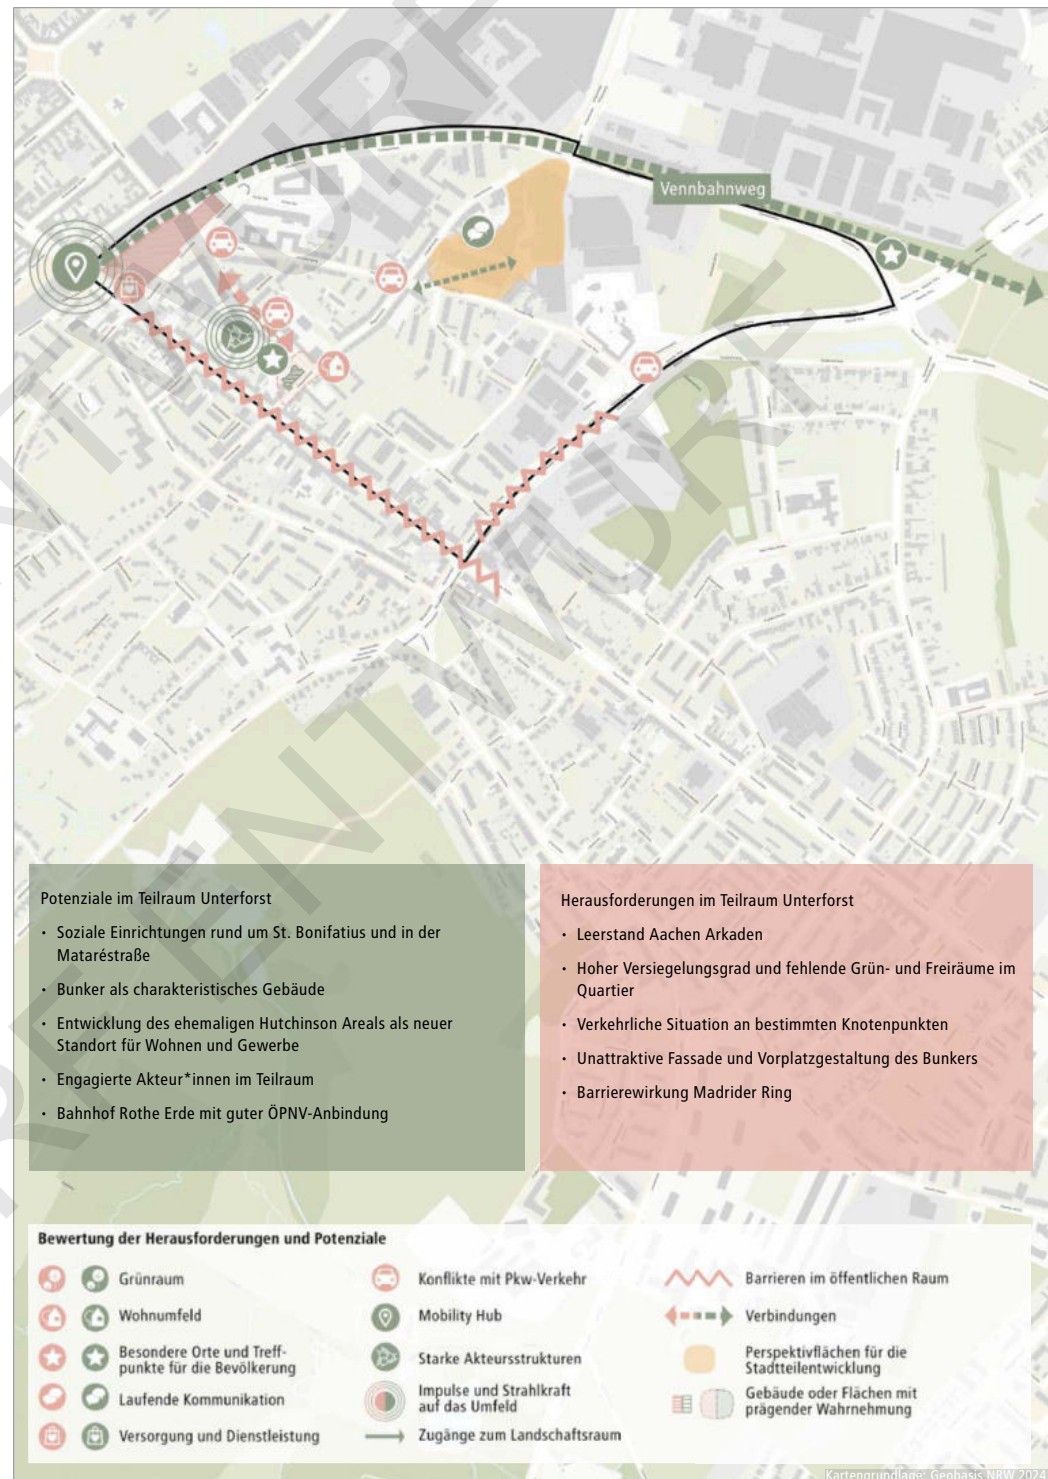 Vennbahnweg
Potenziale im Teilraum Unterforst
· Soziale Einrichtungen rund um St. Bonifatius und in der
Mataréstraße
· Bunker als charakteristisches Gebäude
· Entwicklung des ehemaligen Hutchinson Areals als neuer
Standort für Wohnen und Gewerbe
· Engagierte Akteur*innen im Teilraum
· Bahnhof Rothe Erde mit guter ÖPNV-Anbindung
Herausforderungen im Teilraum Unterforst
· Leerstand Aachen Arkaden
· Hoher Versiegelungsgrad und fehlende Grün- und Freiräume im
Quartier
· Verkehrliche Situation an bestimmten Knotenpunkten
· Unattraktive Fassade und Vorplatzgestaltung des Bunkers
· Barrierewirkung Madrider Ring
Bewertung der Herausforderungen und Potenziale
Grünraum
Wohnumfeld
Besondere Orte und Treff-
punkte für die Bevölkerung
Laufende Kommunikation
Versorgung und Dienstleistung
Konflikte mit Pkw-Verkehr
Mobility Hub
Starke Akteursstrukturen
Impulse und Strahlkraft
auf das Umfeld
Zugänge zum Landschaftsraum
Barrieren im öffentlichen Raum
Verbindungen
Perspektivflächen für die
Stadtteilentwicklung
Gebäude oder Flächen mit
prägender Wahrnehmung
Kartengrundlage: Geobasis NRW 2024
ENTWURF